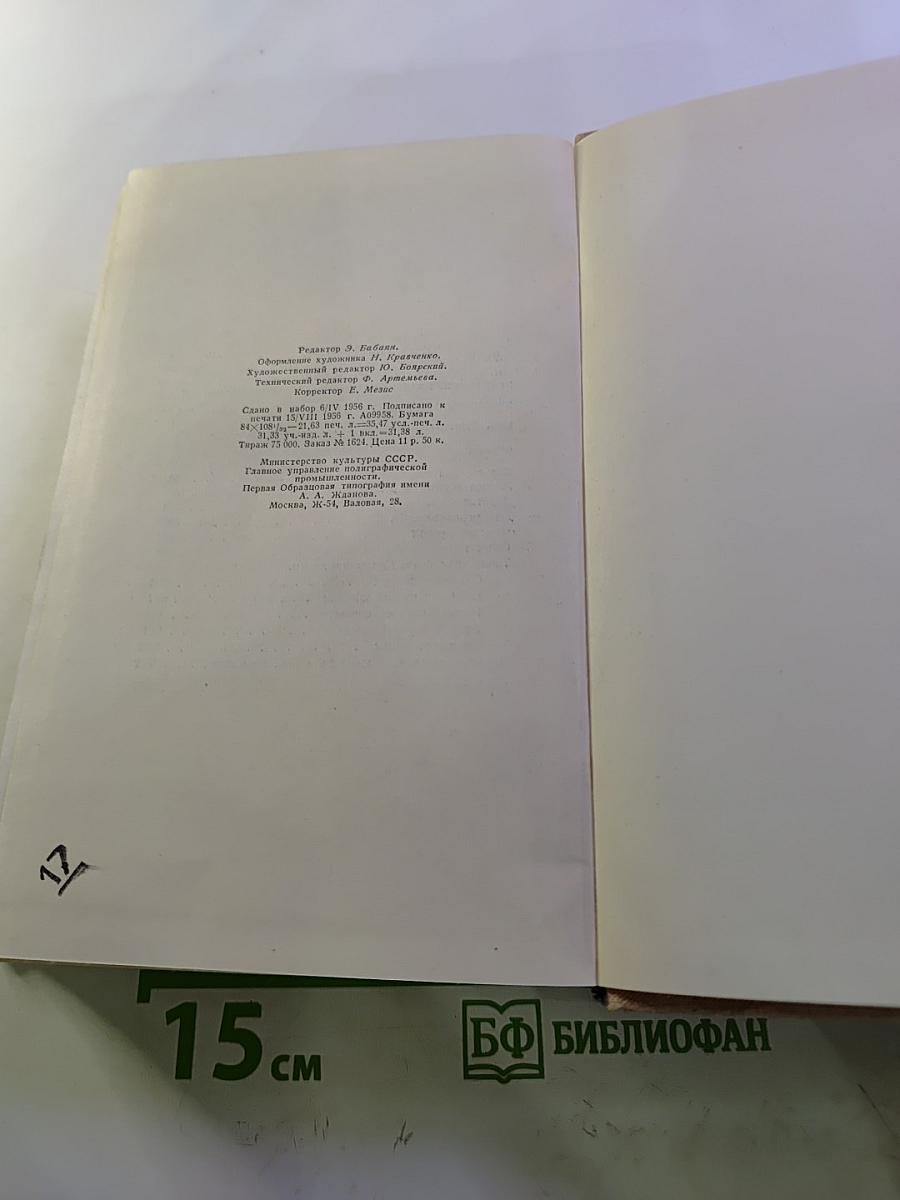 Редактор Э. Бабаян.
Оформление художника Н. Кравченко.
Художественный редактор Ю. Боярский.
Технический редактор Ф. Артемьева.
Корректор Е. Мезис
Сдано в набор 6/IV 1956 г. Подписано к
печати 15/VIII 1956 г. А09958. Бумага
84×108¹/₃₂—21,63 печ. л.=35,47 усл.-печ. л.
31,33 уч.-изд. л. + 1 вкл.=31,38 л.
Тираж 75 000. Заказ № 1624. Цена 11 р. 50 к.
Министерство культуры СССР.
Главное управление полиграфической
промышленности.
Первая Образцовая типография имени
А. А. Жданова.
Москва, Ж-54, Валовая, 28.
17
15 см
БФ БИБЛИОФАН